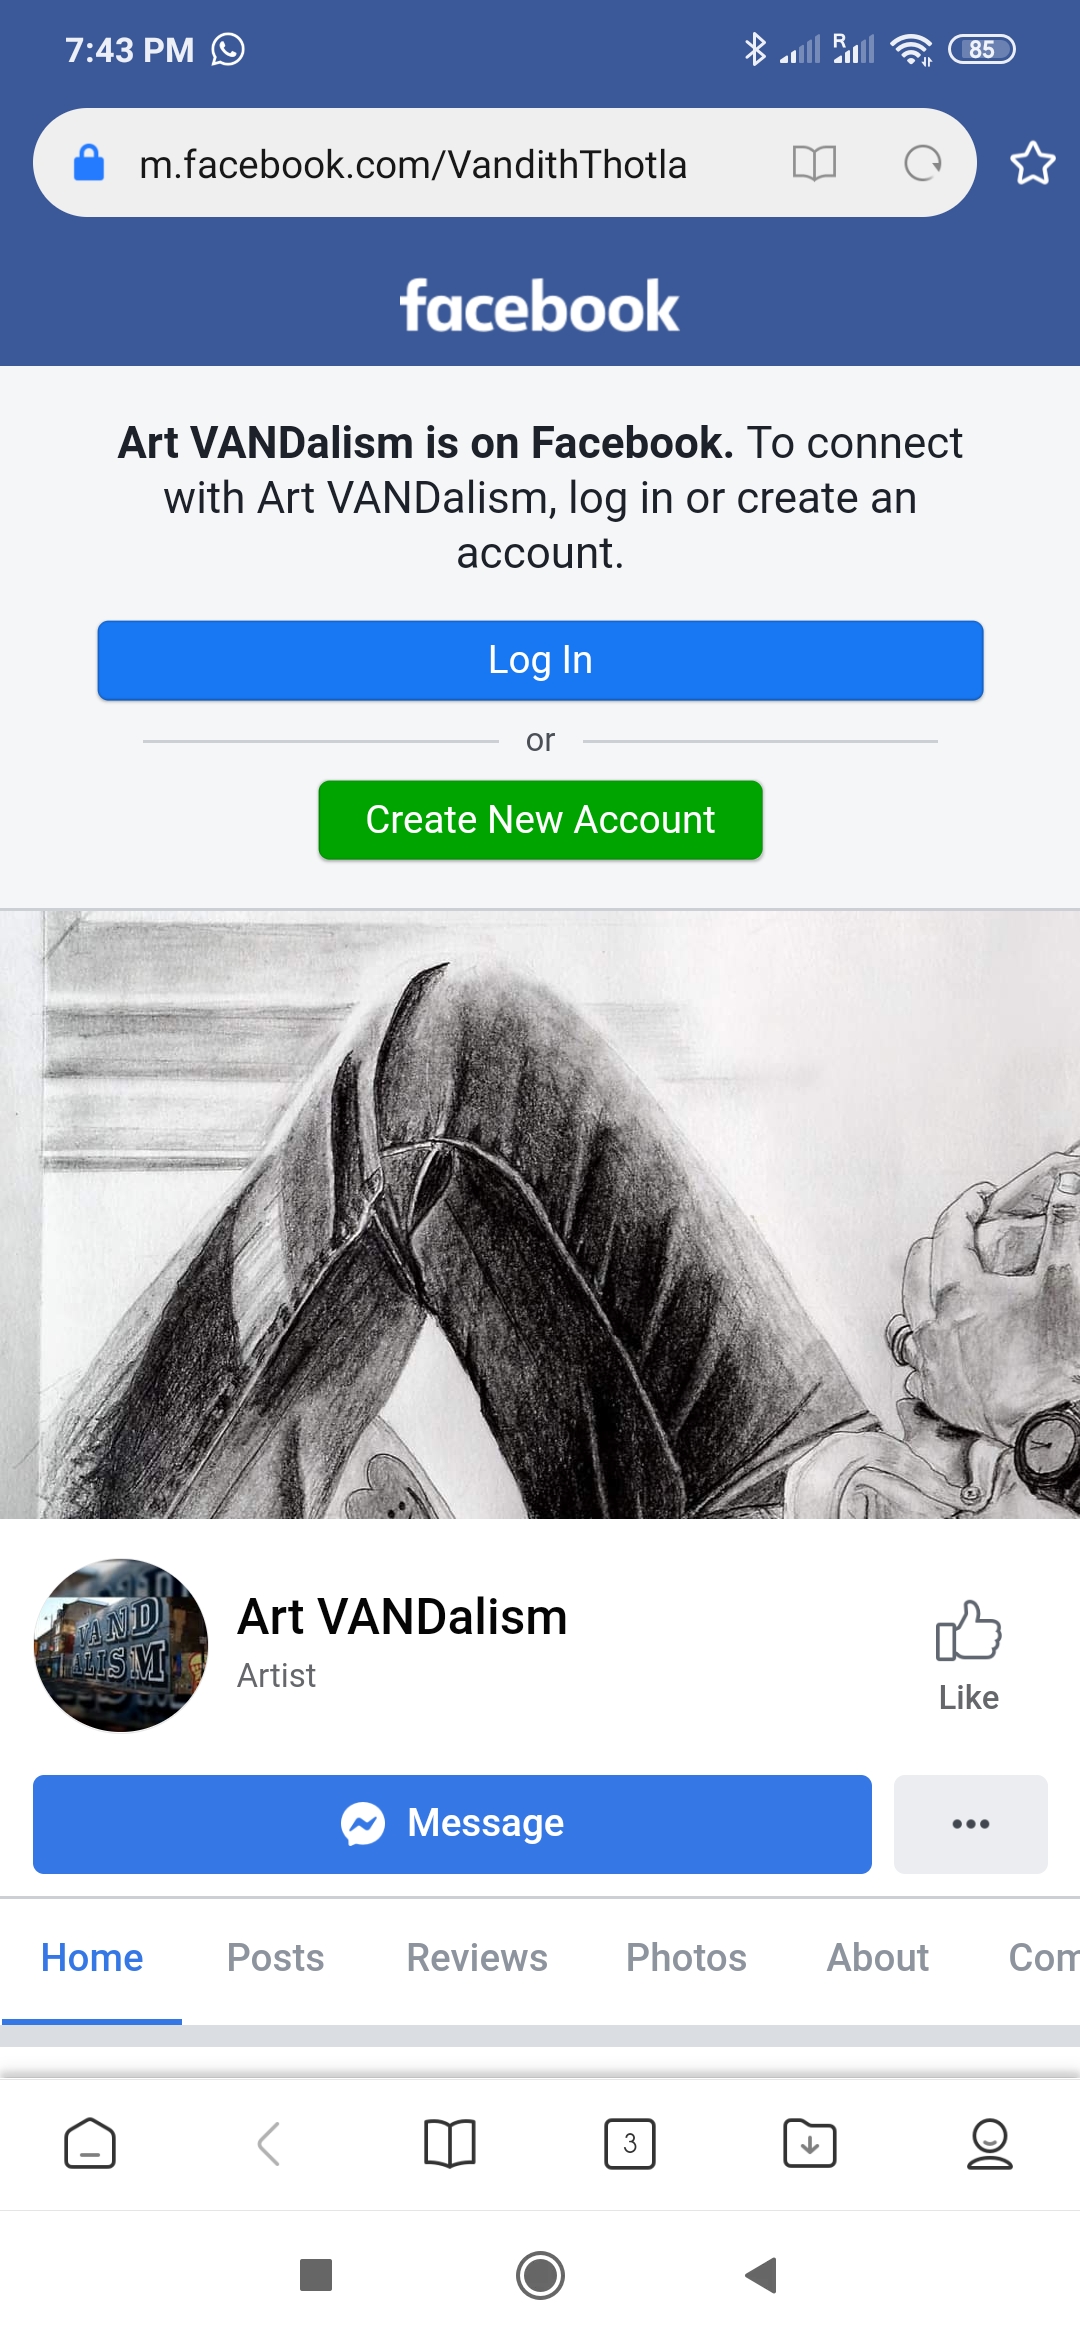 7:43 PM
R
85
m.facebook.com/VandithThotla
facebook
Art VANDalism is on Facebook. To connect
with Art VANDalism, log in or create an
account.
Log In
or
Create New Account
VAND
ALISM
Art VANDalism
Artist
Like
Message
Home Posts Reviews Photos About Com
3